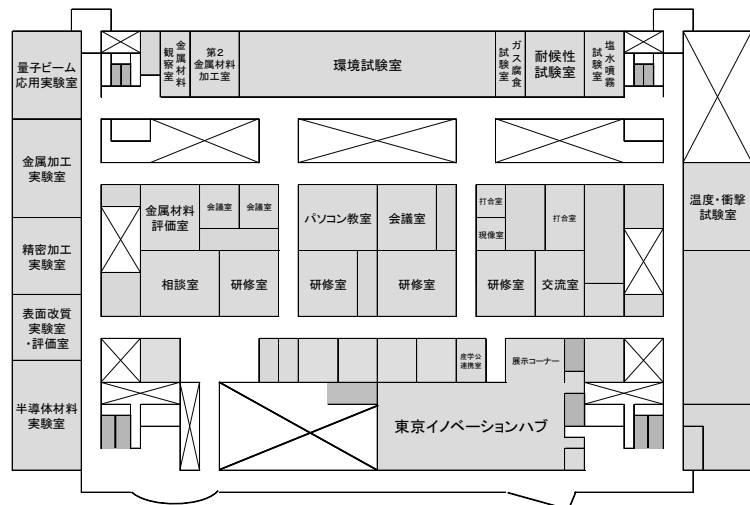 量子ビーム
応用実験室
金属材料
観察室
第2
金属材料
加工室
環境試験室
ガス腐食
試験室
耐候性
試験室
塩水噴霧
試験室
金属加工
実験室
精密加工
実験室
表面改質
実験室
・評価室
半導体材料
実験室
金属材料
評価室
会議室
会議室
相談室
研修室
パソコン教室
会議室
研修室
研修室
打合室
現像室
打合室
研修室
交流室
温度・衝撃
試験室
産学公
連携室
展示コーナー
東京イノベーションハブ